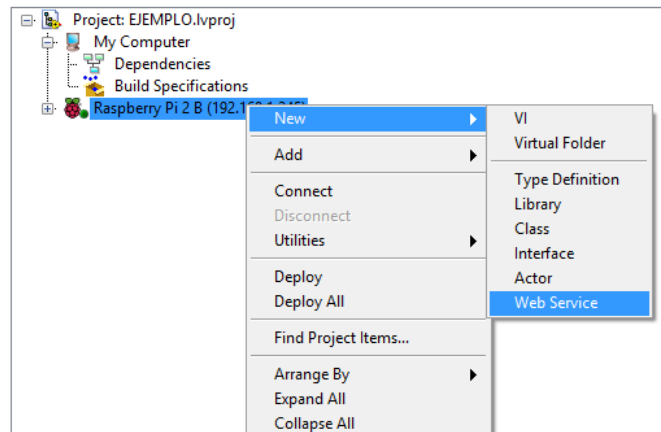 Project: EJEMPLO.lvproj
My Computer
Dependencies
Build Specifications
Raspberry Pi 2 B
New
Add
Connect
Disconnect
Utilities
Deploy
Deploy All
Find Project Items...
Arrange By
Expand All
Collapse All
VI
Virtual Folder
Type Definition
Library
Class
Interface
Actor
Web Service